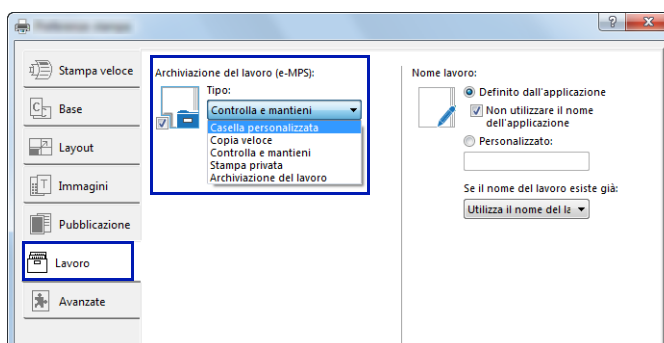 Stampa veloce
Base
Layout
Immagini
Pubblicazione
Lavoro
Avanzate
Archiviazione del lavoro (e-MPS):
Tipo:
Controlla e mantieni
Casella personalizzata
Copia veloce
Controlla e mantieni
Stampa privata
Archiviazione del lavoro
Nome lavoro:
Definito dall'applicazione
Non utilizzare il nome
dell'applicazione
Personalizzato:
Se il nome del lavoro esiste già:
Utilizza il nome del la